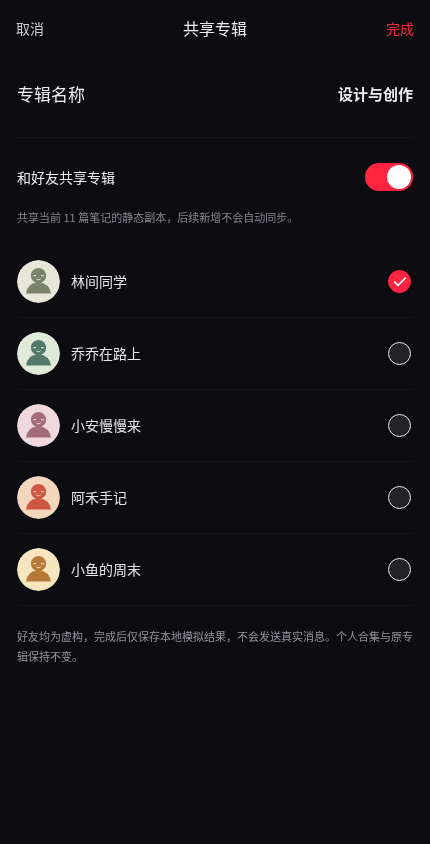 取消 共享专辑 完成
专辑名称 设计与创作
和好友共享专辑
共享当前 11 篇笔记的静态副本，后续新增不会自动同步。
林间同学
乔乔在路上
小安慢慢来
阿禾手记
小鱼的周末
好友均为虚构，完成后仅保存本地模拟结果，不会发送真实消息。个人合集与原专
辑保持不变。